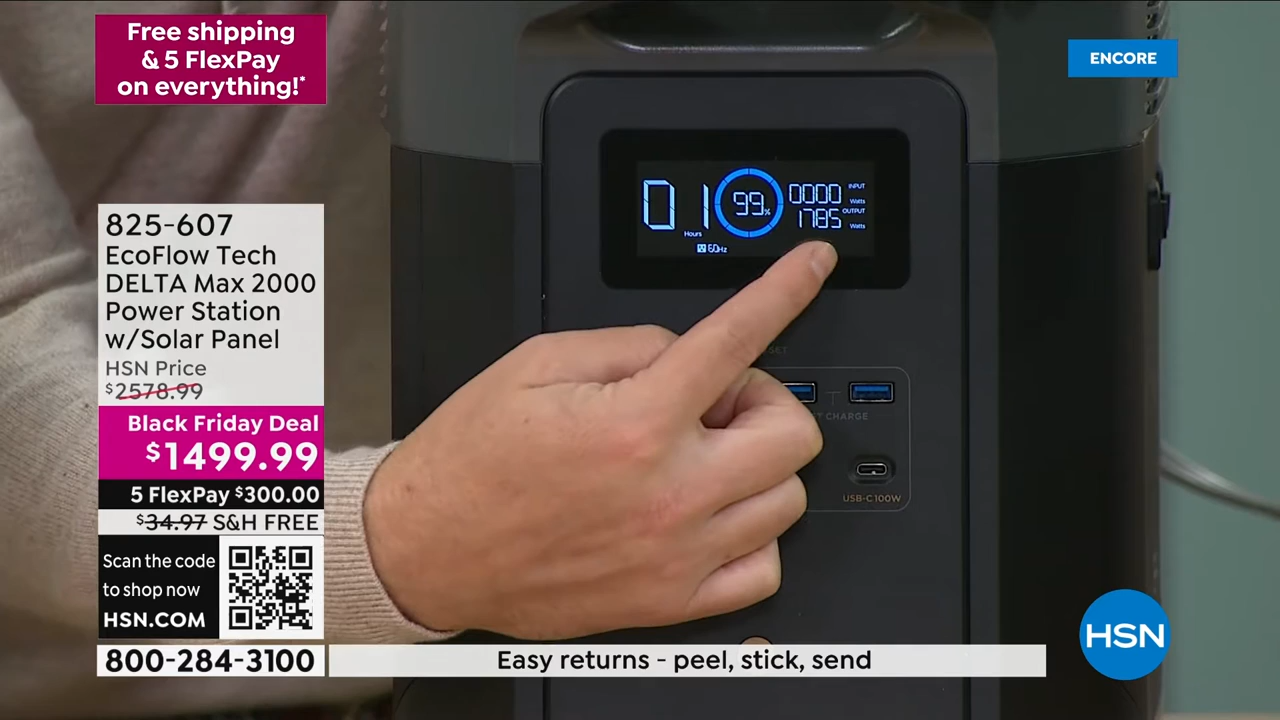 Free shipping
& 5 FlexPay
on everything!*
ENCORE
825-607
EcoFlow Tech
DELTA Max 2000
Power Station
w/Solar Panel
HSN Price
$2578.99
Black Friday Deal
$1499.99
5 FlexPay $300.00
$34.97 S&H FREE
Scan the code
to shop now
HSN.COM
800-284-3100
Easy returns - peel, stick, send
HSN
01 Hours
99%
0000 INPUT Watts
1785 OUTPUT Watts
60Hz
CHARGE
USB-C 100W